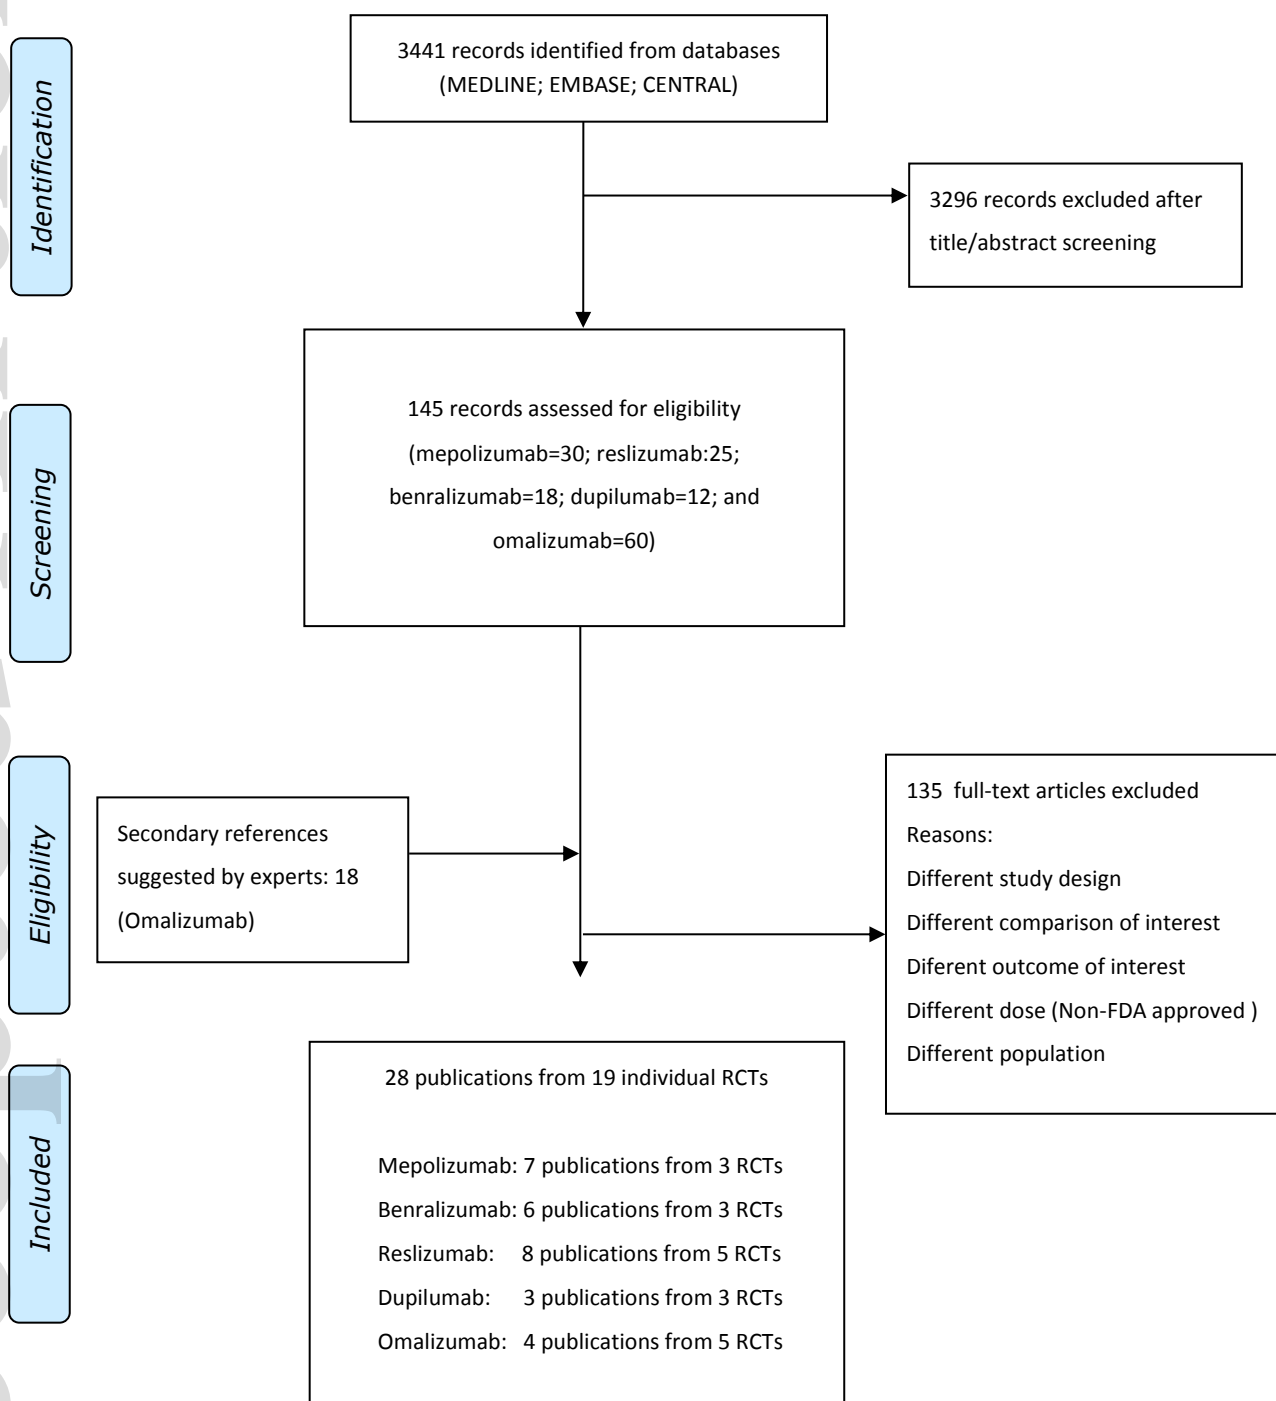 Identification
3441 records identified from databases
(MEDLINE; EMBASE; CENTRAL)
3296 records excluded after
title/abstract screening
Screening
145 records assessed for eligibility
(mepolizumab=30; reslizumab:25;
benralizumab=18; dupilumab=12; and
omalizumab=60)
Eligibility
Secondary references
suggested by experts: 18
(Omalizumab)
135 full-text articles excluded
Reasons:
Different study design
Different comparison of interest
Diferent outcome of interest
Different dose (Non-FDA approved )
Different population
Included
28 publications from 19 individual RCTs
Mepolizumab: 7 publications from 3 RCTs
Benralizumab: 6 publications from 3 RCTs
Reslizumab: 8 publications from 5 RCTs
Dupilumab: 3 publications from 3 RCTs
Omalizumab: 4 publications from 5 RCTs